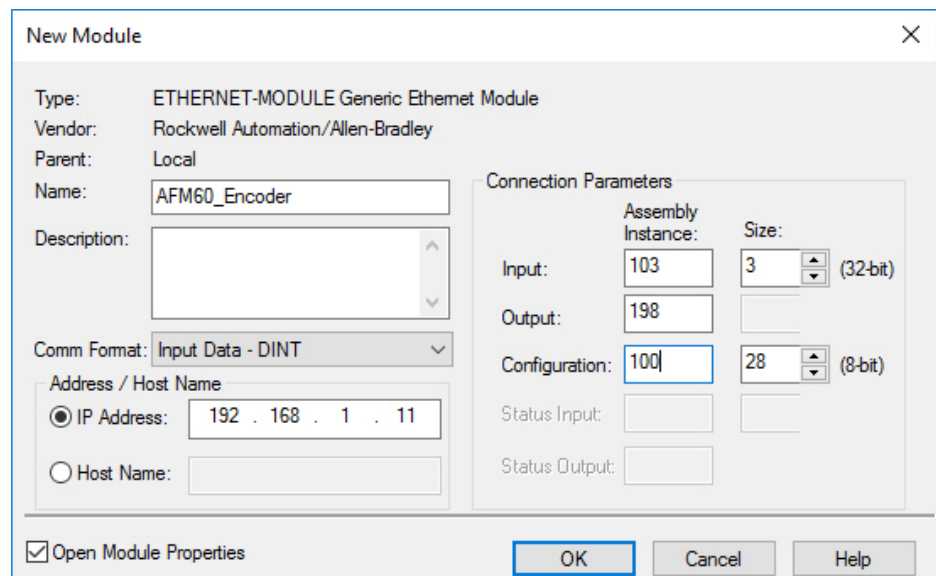 New Module
Type: ETHERNET-MODULE Generic Ethernet Module
Vendor: Rockwell Automation/Allen-Bradley
Parent: Local
Name: AFM60_Encoder
Description:
Comm Format: Input Data - DINT
Address / Host Name
IP Address: 192 . 168 . 1 . 11
Host Name:
Connection Parameters
Assembly
Instance: Size:
Input: 103 3 (32-bit)
Output: 198
Configuration: 100 28 (8-bit)
Status Input:
Status Output:
Open Module Properties
OK Cancel Help